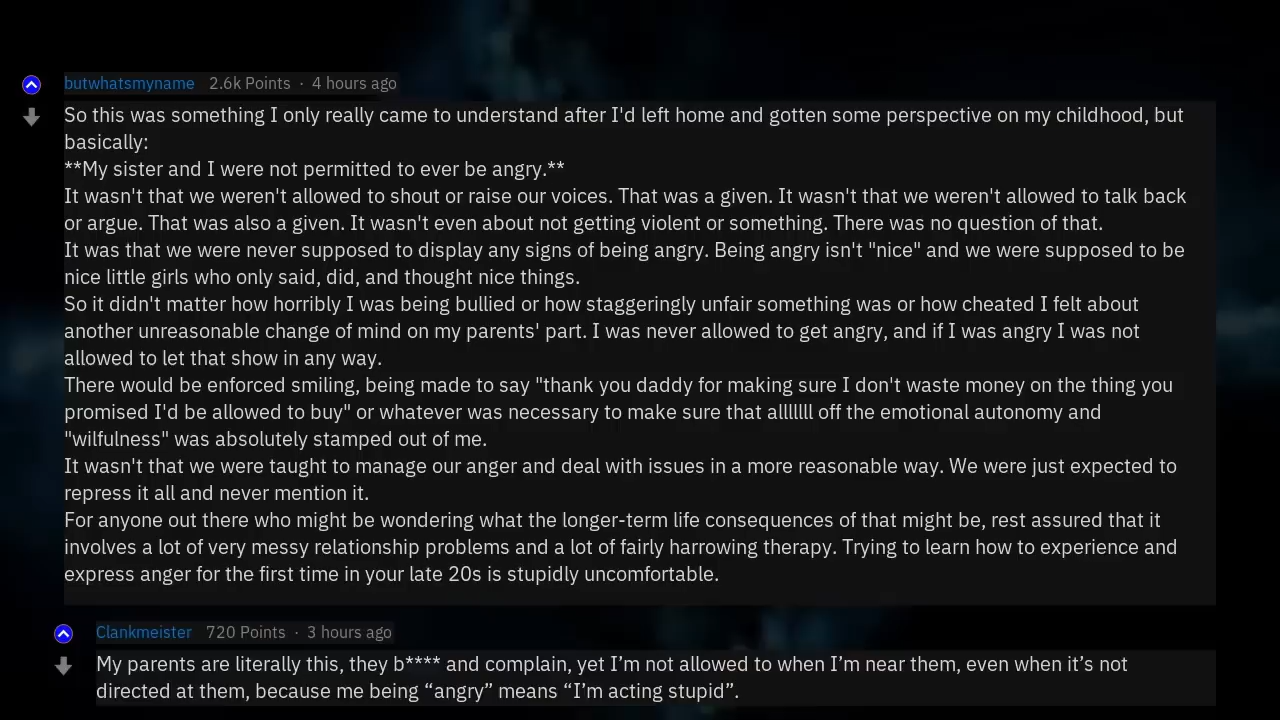 butwhatsmyname 2.6k Points · 4 hours ago
So this was something I only really came to understand after I'd left home and gotten some perspective on my childhood, but
basically:
**My sister and I were not permitted to ever be angry.**
It wasn't that we weren't allowed to shout or raise our voices. That was a given. It wasn't that we weren't allowed to talk back
or argue. That was also a given. It wasn't even about not getting violent or something. There was no question of that.
It was that we were never supposed to display any signs of being angry. Being angry isn't "nice" and we were supposed to be
nice little girls who only said, did, and thought nice things.
So it didn't matter how horribly I was being bullied or how staggeringly unfair something was or how cheated I felt about
another unreasonable change of mind on my parents' part. I was never allowed to get angry, and if I was angry I was not
allowed to let that show in any way.
There would be enforced smiling, being made to say "thank you daddy for making sure I don't waste money on the thing you
promised I'd be allowed to buy" or whatever was necessary to make sure that alllllll off the emotional autonomy and
"wilfulness" was absolutely stamped out of me.
It wasn't that we were taught to manage our anger and deal with issues in a more reasonable way. We were just expected to
repress it all and never mention it.
For anyone out there who might be wondering what the longer-term life consequences of that might be, rest assured that it
involves a lot of very messy relationship problems and a lot of fairly harrowing therapy. Trying to learn how to experience and
express anger for the first time in your late 20s is stupidly uncomfortable.
Clankmeister 720 Points · 3 hours ago
My parents are literally this, they b**** and complain, yet I’m not allowed to when I’m near them, even when it’s not
directed at them, because me being “angry” means “I’m acting stupid”.